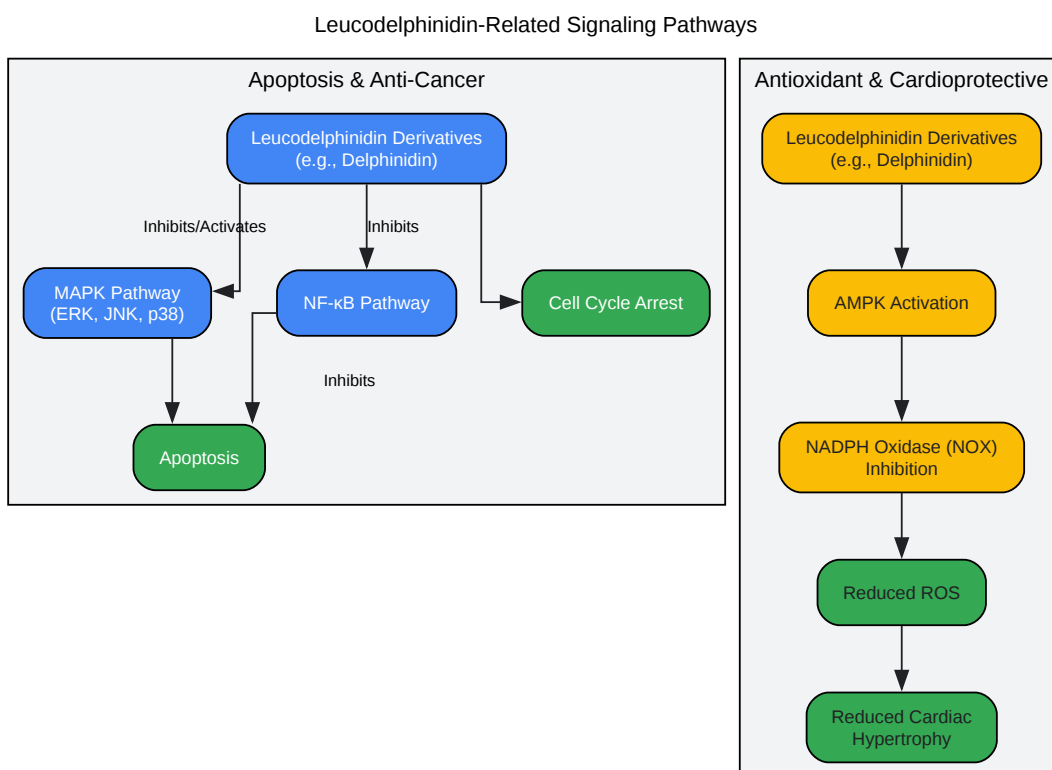 Leucodelphinidin-Related Signaling Pathways
Apoptosis & Anti-Cancer
Leucodelphinidin Derivatives
(e.g., Delphinidin)
Inhibits/Activates
Inhibits
MAPK Pathway
(ERK, JNK, p38)
NF-κB Pathway
Cell Cycle Arrest
Inhibits
Apoptosis
Antioxidant & Cardioprotective
Leucodelphinidin Derivatives
(e.g., Delphinidin)
AMPK Activation
NADPH Oxidase (NOX)
Inhibition
Reduced ROS
Reduced Cardiac
Hypertrophy